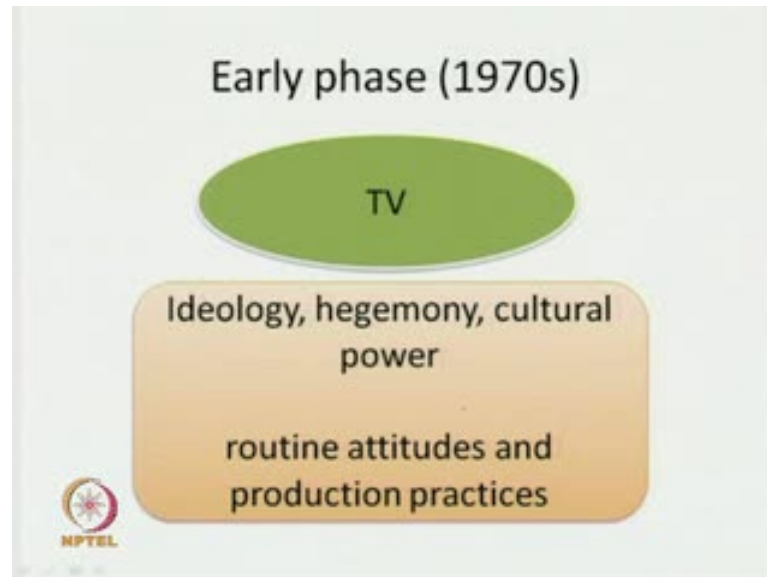 Early phase (1970s)
TV
Ideology, hegemony, cultural
power
routine attitudes and
production practices
NPTEL